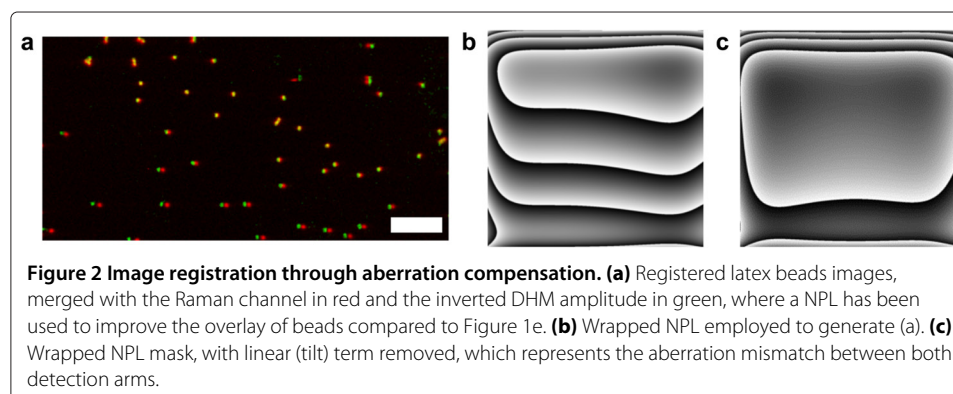 a
b
c
Figure 2 Image registration through aberration compensation. (a) Registered latex beads images,
merged with the Raman channel in red and the inverted DHM amplitude in green, where a NPL has been
used to improve the overlay of beads compared to Figure 1e. (b) Wrapped NPL employed to generate (a). (c)
Wrapped NPL mask, with linear (tilt) term removed, which represents the aberration mismatch between both
detection arms.